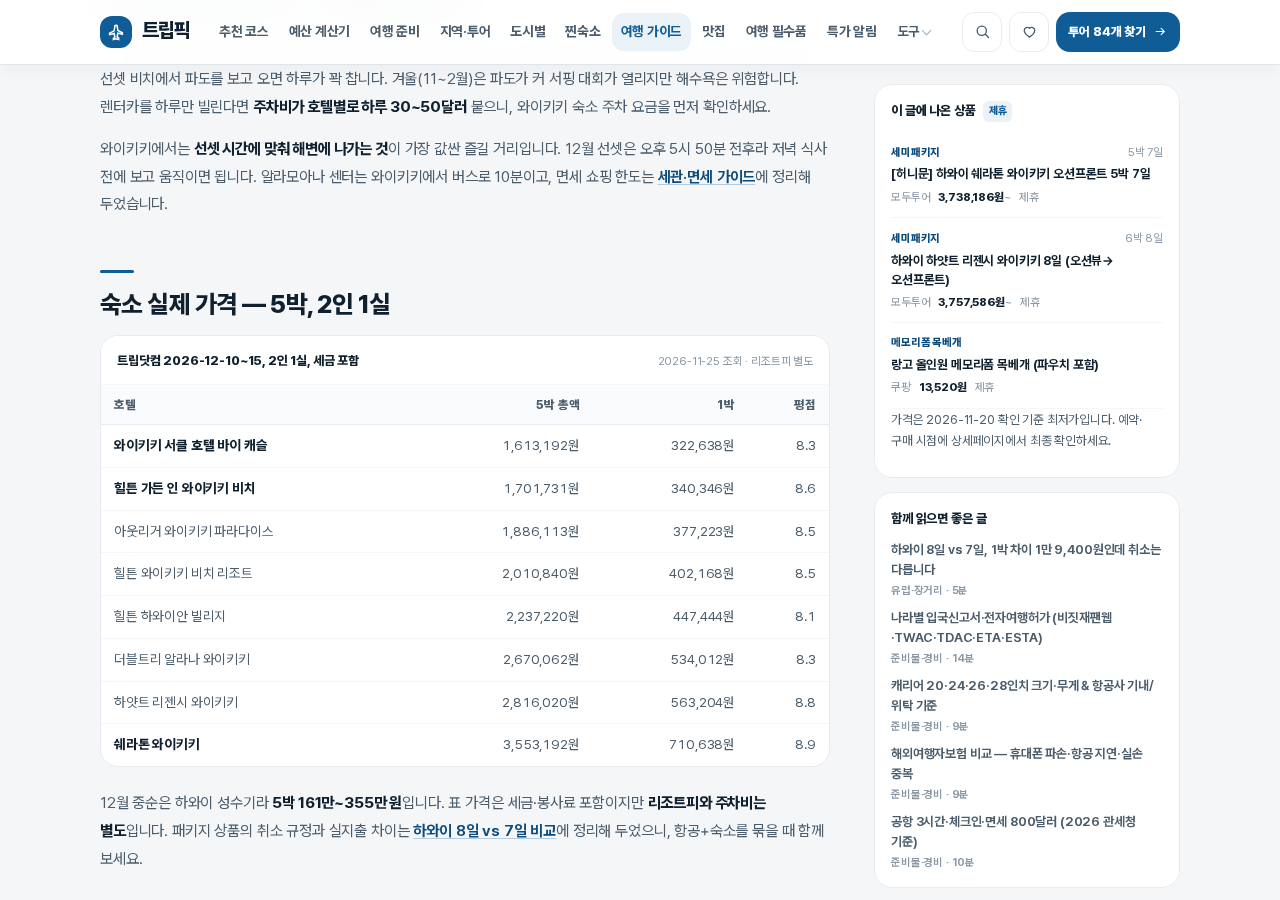 트립픽
추천 코스
예산 계산기
여행 준비
지역·투어
도시별
찐숙소
여행 가이드
맛집
여행 필수품
특가 알림
도구
투어 84개 찾기 →
선셋 비치에서 파도를 보고 오면 하루가 꽉 찹니다. 겨울(11~2월)은 파도가 커 서핑 대회가 열리지만 해수욕은 위험합니다.
렌터카를 하루만 빌린다면 주차비가 호텔별로 하루 30~50달러 붙으니, 와이키키 숙소 주차 요금을 먼저 확인하세요.
와이키키에서는 선셋 시간에 맞춰 해변에 나가는 것이 가장 값싼 즐길 거리입니다. 12월 선셋은 오후 5시 50분 전후라 저녁 식사
전에 보고 움직이면 됩니다. 알라모아나 센터는 와이키키에서 버스로 10분이고, 면세 쇼핑 한도는 세관·면세 가이드에 정리해
두었습니다.
숙소 실제 가격 — 5박, 2인 1실
트립닷컴 2026-12-10~15, 2인 1실, 세금 포함
2026-11-25 조회 · 리조트피 별도
호텔 5박 총액 1박 평점
와이키키 서클 호텔 바이 캐슬 1,613,192원 322,638원 8.3
힐튼 가든 인 와이키키 비치 1,701,731원 340,346원 8.6
아웃리거 와이키키 파라다이스 1,886,113원 377,223원 8.5
힐튼 와이키키 비치 리조트 2,010,840원 402,168원 8.5
힐튼 하와이안 빌리지 2,237,220원 447,444원 8.1
더블트리 알라나 와이키키 2,670,062원 534,012원 8.3
하얏트 리젠시 와이키키 2,816,020원 563,204원 8.8
쉐라톤 와이키키 3,553,192원 710,638원 8.9
12월 중순은 하와이 성수기라 5박 161만~355만 원입니다. 표 가격은 세금·봉사료 포함이지만 리조트피와 주차비는
별도입니다. 패키지 상품의 취소 규정과 실지출 차이는 하와이 8일 vs 7일 비교에 정리해 두었으니, 항공+숙소를 묶을 때 함께
보세요.
이 글에 나온 상품 제휴
세미패키지 5박 7일
[허니문] 하와이 쉐라톤 와이키키 오션프론트 5박 7일
모두투어 3,738,186원~ 제휴
세미패키지 6박 8일
하와이 하얏트 리젠시 와이키키 8일 (오션뷰→
오션프론트)
모두투어 3,757,586원~ 제휴
메모리폼 목베개
랑고 올인원 메모리폼 목베개 (파우치 포함)
쿠팡 13,520원 제휴
가격은 2026-11-20 확인 기준 최저가입니다. 예약·
구매 시점에 상세페이지에서 최종 확인하세요.
함께 읽으면 좋은 글
하와이 8일 vs 7일, 1박 차이 1만 9,400원인데 취소는
다릅니다
유럽·장거리 · 5분
나라별 입국신고서·전자여행허가 (비짓재팬웹
·TWAC·TDAC·ETA·ESTA)
준비물·경비 · 14분
캐리어 20·24·26·28인치 크기·무게 & 항공사 기내/
위탁 기준
준비물·경비 · 9분
해외여행자보험 비교 — 휴대폰 파손·항공 지연·실손
중복
준비물·경비 · 9분
공항 3시간·체크인·면세 800달러 (2026 관세청
기준)
준비물·경비 · 10분